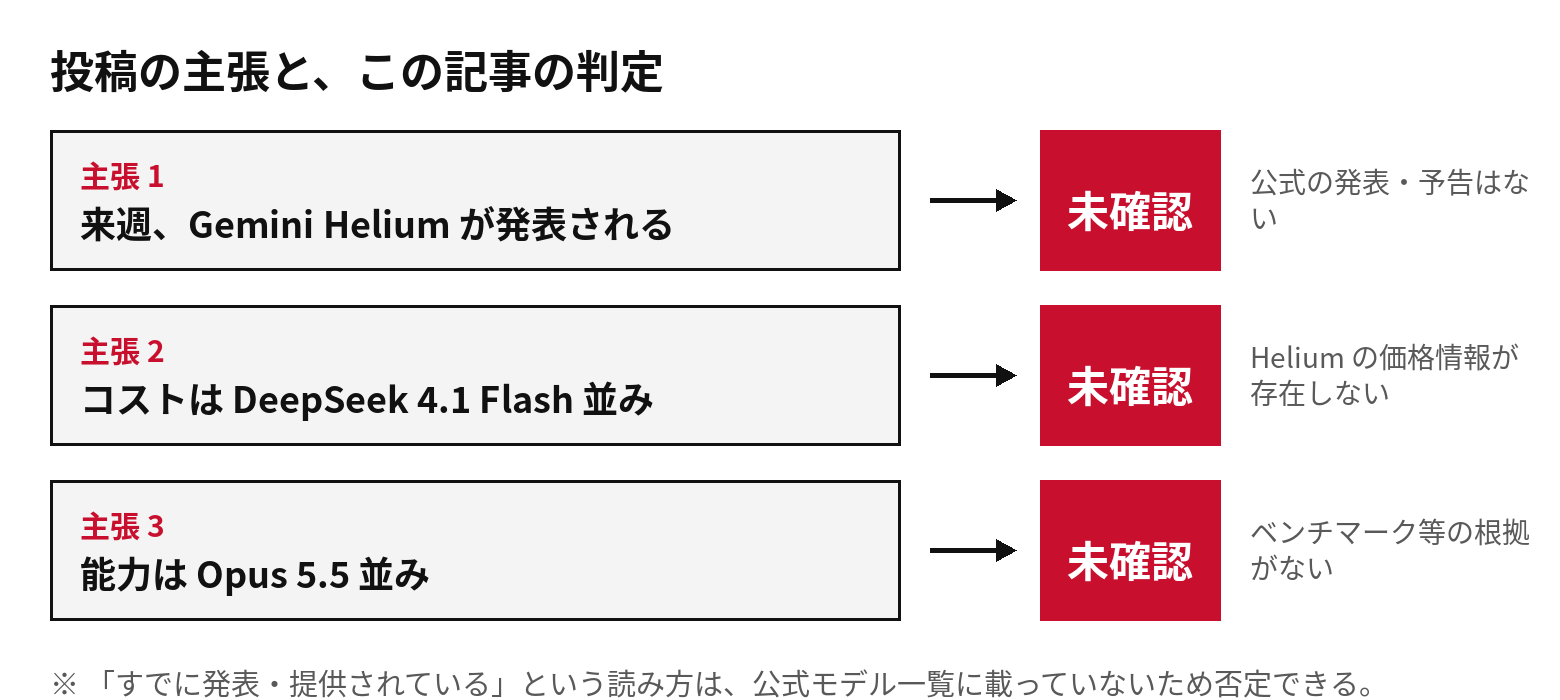 投稿の主張と、この記事の判定
主張 1
来週、Gemini Helium が発表される
未確認
公式の発表・予告はな
い
主張 2
コストは DeepSeek 4.1 Flash 並み
未確認
Helium の価格情報が
存在しない
主張 3
能力は Opus 5.5 並み
未確認
ベンチマーク等の根拠
がない
※ 「すでに発表・提供されている」という読み方は、公式モデル一覧に載っていないため否定できる。